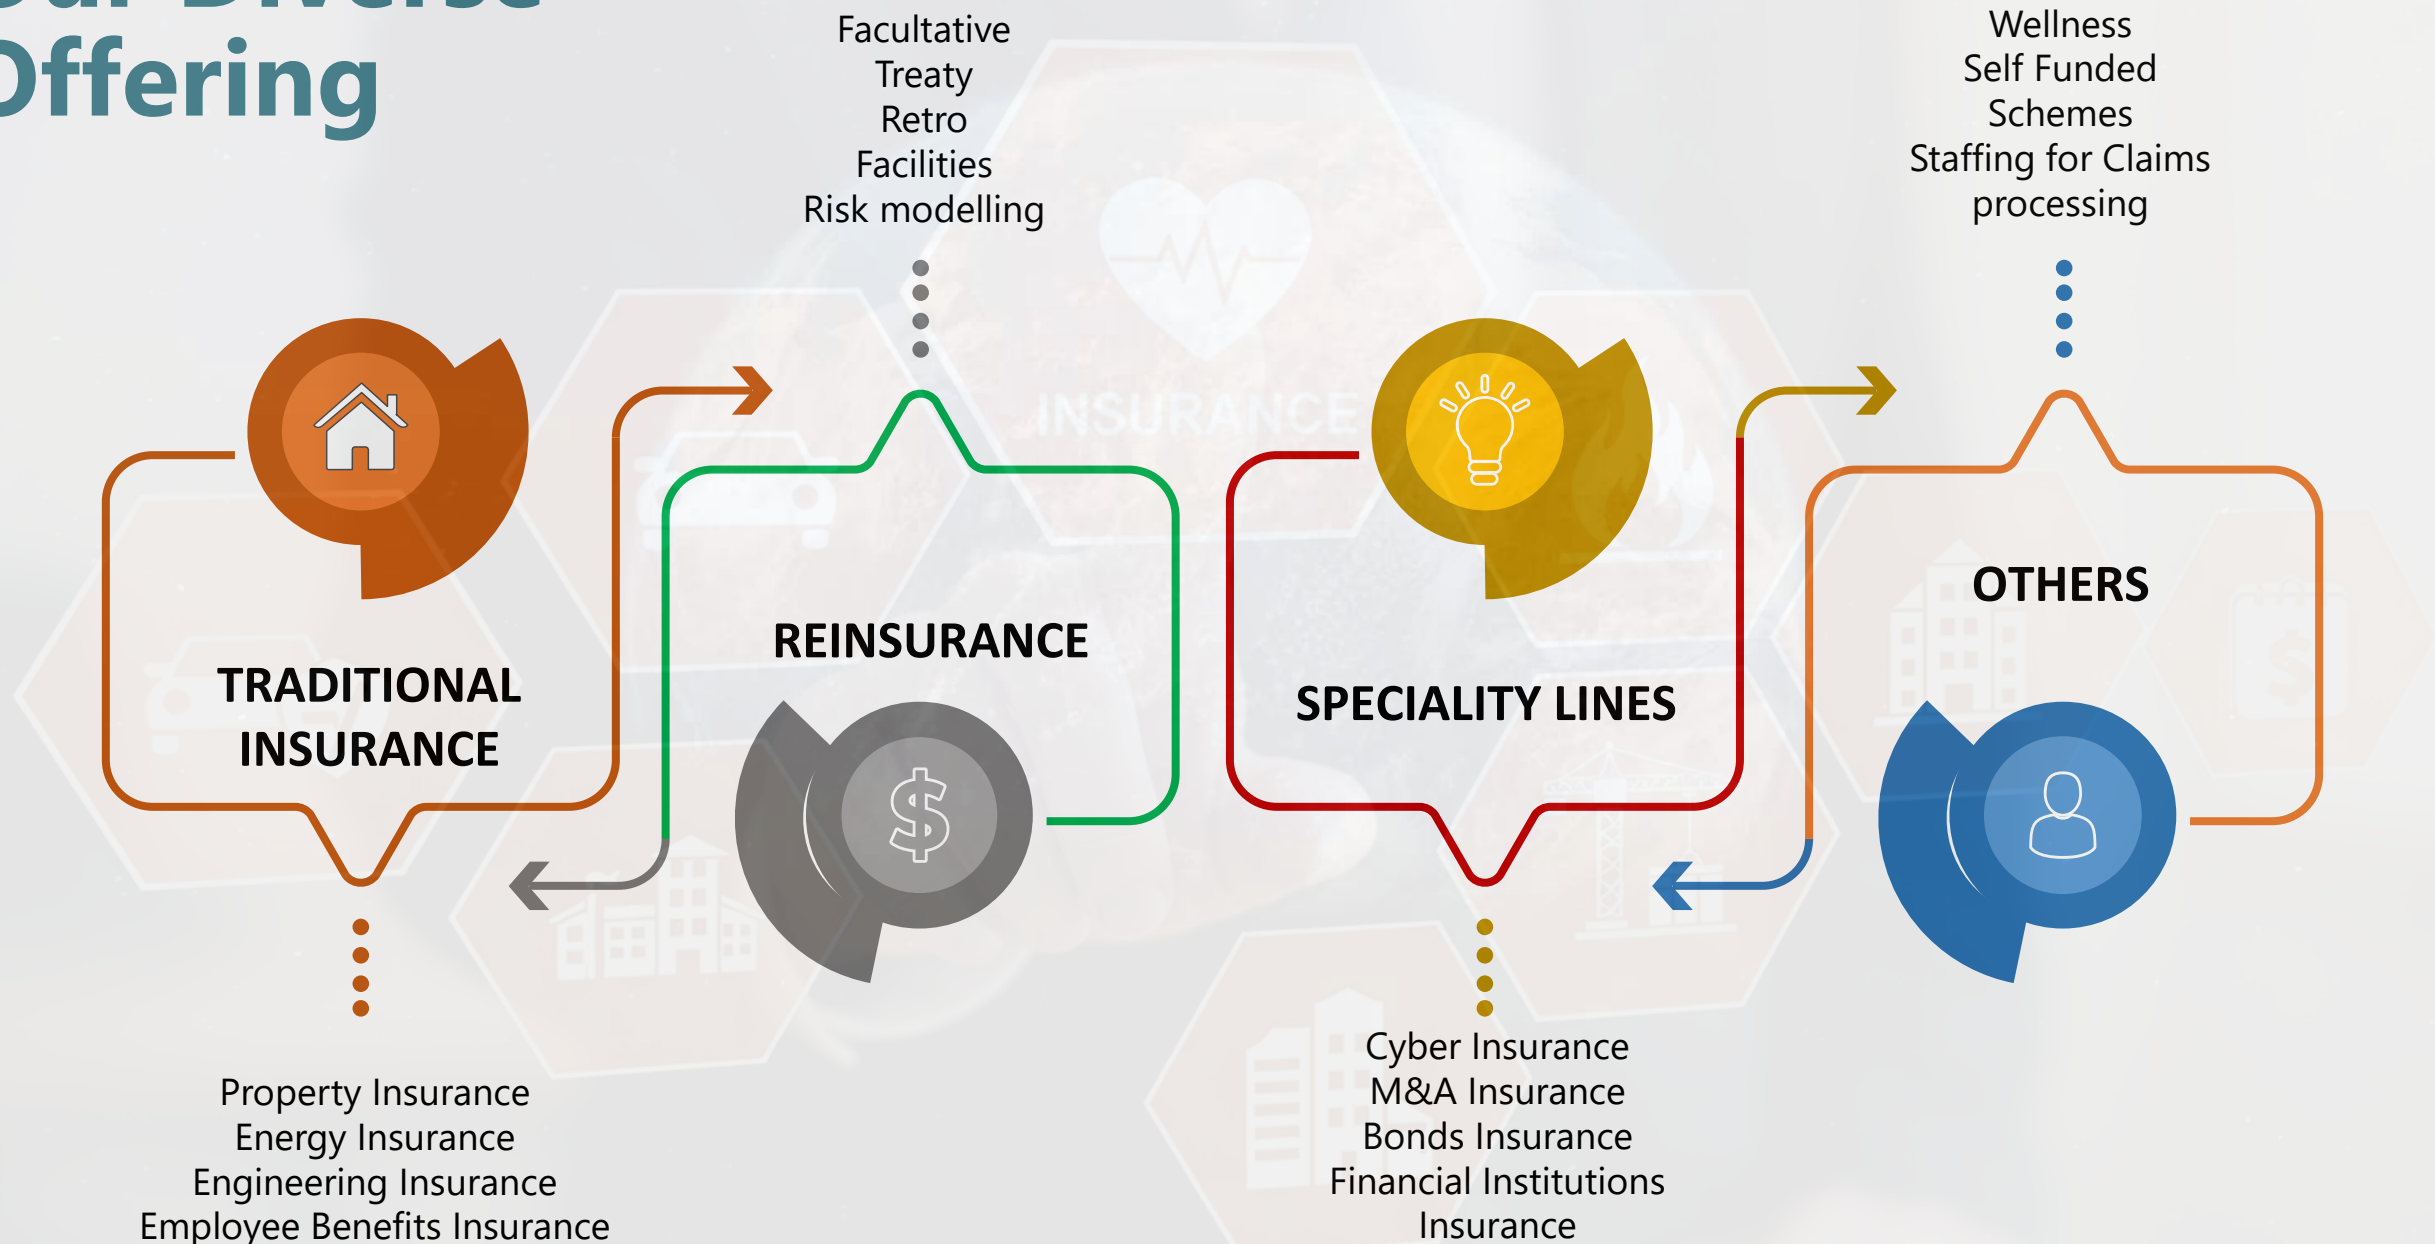 Our Diverse
Offering
Facultative
Treaty
Retro
Facilities
Risk modelling
Wellness
Self Funded
Schemes
Staffing for Claims
processing
INSURANCE
TRADITIONAL
INSURANCE
REINSURANCE
SPECIALITY LINES
OTHERS
Property Insurance
Energy Insurance
Engineering Insurance
Employee Benefits Insurance
Cyber Insurance
M&A Insurance
Bonds Insurance
Financial Institutions
Insurance